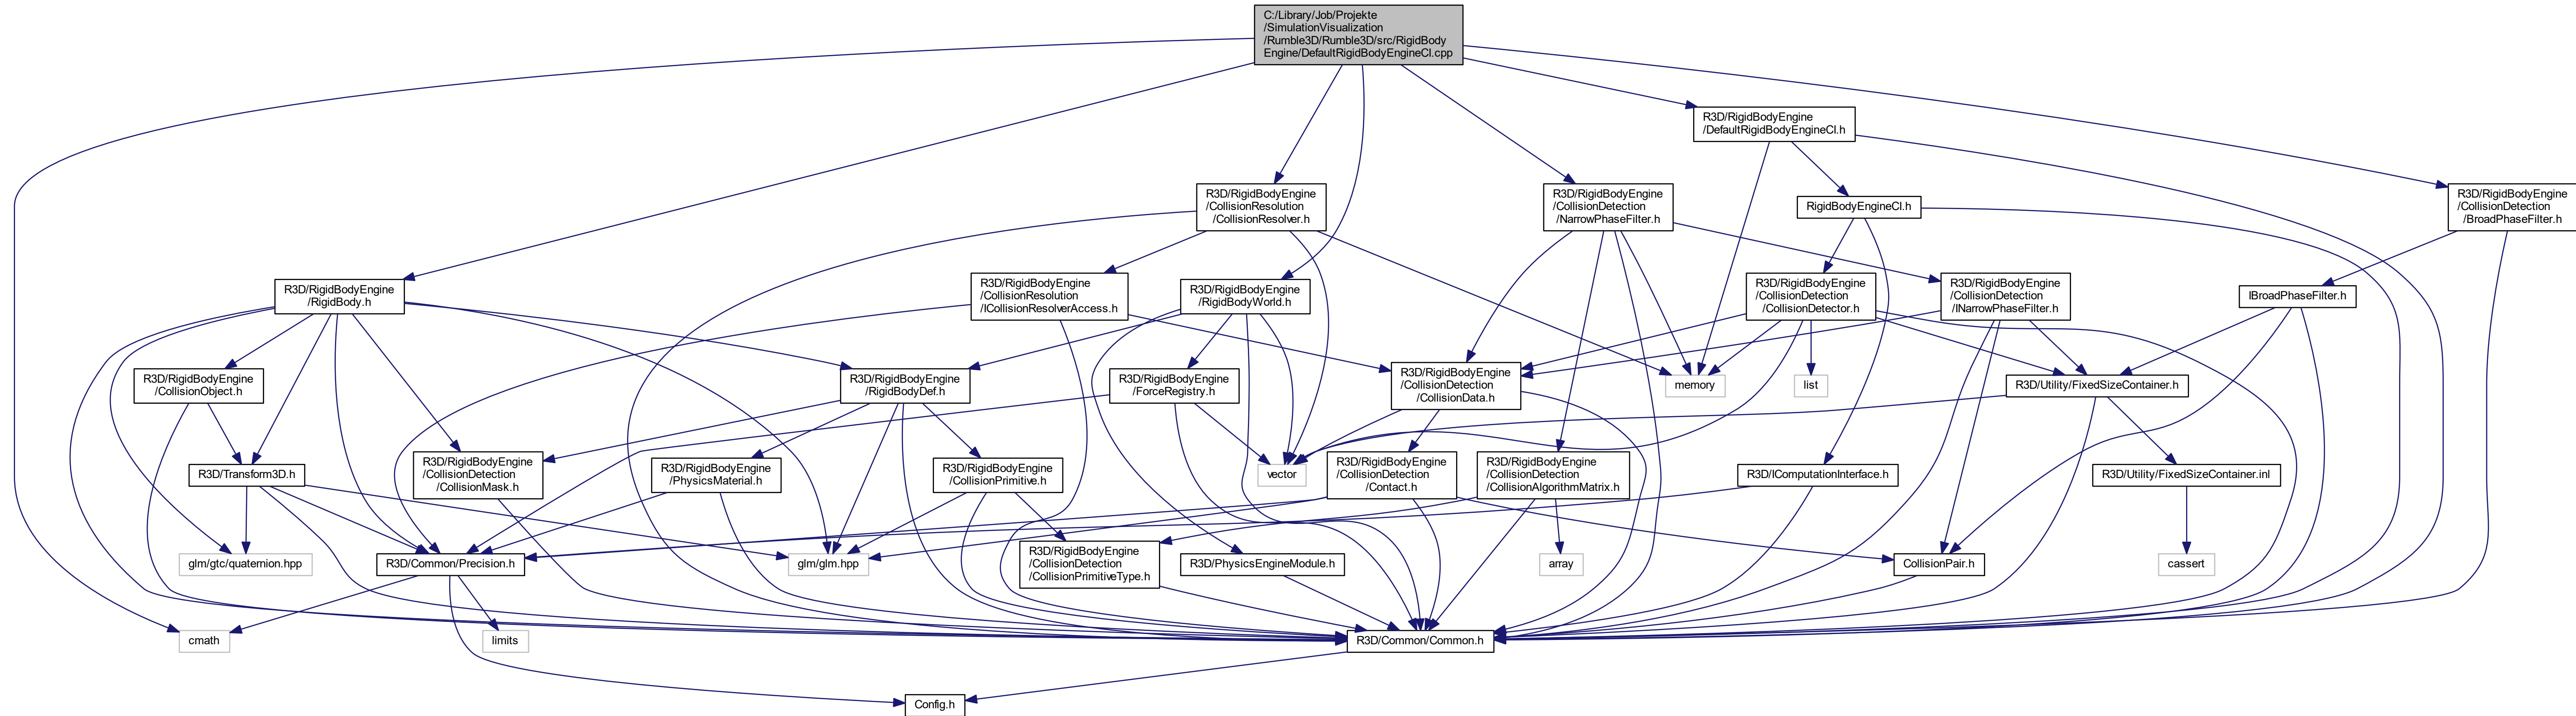 C:/Library/Job/Projekte
/SimulationVisualization
/Rumble3D/Rumble3D/src/RigidBody
Engine/DefaultRigidBodyEngineCI.cpp
R3D/RigidBodyEngine
/DefaultRigidBodyEngineCI.h
R3D/RigidBodyEngine
/CollisionResolution
/CollisionResolver.h
R3D/RigidBodyEngine
/CollisionDetection
/NarrowPhaseFilter.h
RigidBodyEngineCI.h
R3D/RigidBodyEngine
/CollisionDetection
/BroadPhaseFilter.h
R3D/RigidBodyEngine
/RigidBody.h
R3D/RigidBodyEngine
/CollisionResolution
/ICollisionResolverAccess.h
R3D/RigidBodyEngine
/RigidBodyWorld.h
R3D/RigidBodyEngine
/CollisionDetection
/CollisionDetector.h
R3D/RigidBodyEngine
/CollisionDetection
/INarrowPhaseFilter.h
IBroadPhaseFilter.h
R3D/RigidBodyEngine
/CollisionObject.h
R3D/RigidBodyEngine
/RigidBodyDef.h
R3D/RigidBodyEngine
/ForceRegistry.h
R3D/RigidBodyEngine
/CollisionDetection
/CollisionData.h
memory
list
R3D/Utility/FixedSizeContainer.h
R3D/Transform3D.h
R3D/RigidBodyEngine
/CollisionDetection
/CollisionMask.h
R3D/RigidBodyEngine
/PhysicsMaterial.h
R3D/RigidBodyEngine
/CollisionPrimitive.h
vector
R3D/RigidBodyEngine
/CollisionDetection
/Contact.h
R3D/RigidBodyEngine
/CollisionDetection
/CollisionAlgorithmMatrix.h
R3D/IComputationInterface.h
R3D/Utility/FixedSizeContainer.inl
glm/gtc/quaternion.hpp
R3D/Common/Precision.h
glm/glm.hpp
R3D/RigidBodyEngine
/CollisionDetection
/CollisionPrimitiveType.h
R3D/PhysicsEngineModule.h
array
CollisionPair.h
cassert
cmath
limits
R3D/Common/Common.h
Config.h